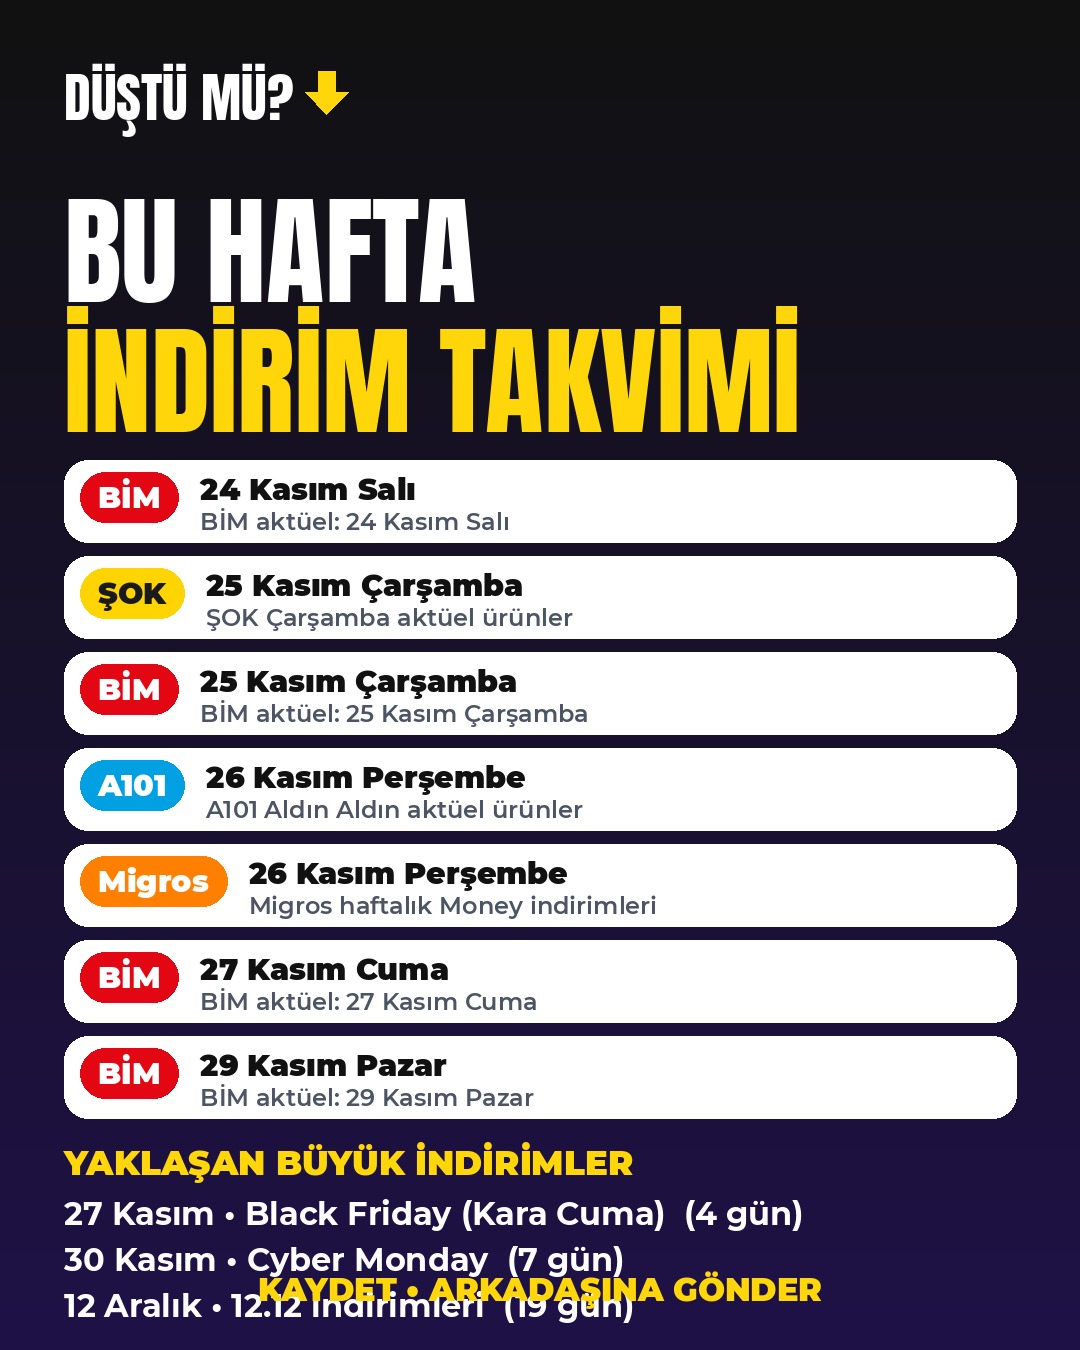 DÜŞTÜ MÜ?
BU HAFTA
İNDİRİM TAKVİMİ
BİM
24 Kasım Salı
BİM aktüel: 24 Kasım Salı
ŞOK
25 Kasım Çarşamba
ŞOK Çarşamba aktüel ürünler
BİM
25 Kasım Çarşamba
BİM aktüel: 25 Kasım Çarşamba
A101
26 Kasım Perşembe
A101 Aldın Aldın aktüel ürünler
Migros
26 Kasım Perşembe
Migros haftalık Money indirimleri
BİM
27 Kasım Cuma
BİM aktüel: 27 Kasım Cuma
BİM
29 Kasım Pazar
BİM aktüel: 29 Kasım Pazar
YAKLAŞAN BÜYÜK İNDİRİMLER
27 Kasım • Black Friday (Kara Cuma) (4 gün)
30 Kasım • Cyber Monday (7 gün)
KAYDET • ARKADAŞINA GÖNDER
12 Aralık • 12.12 İndirimleri (19 gün)